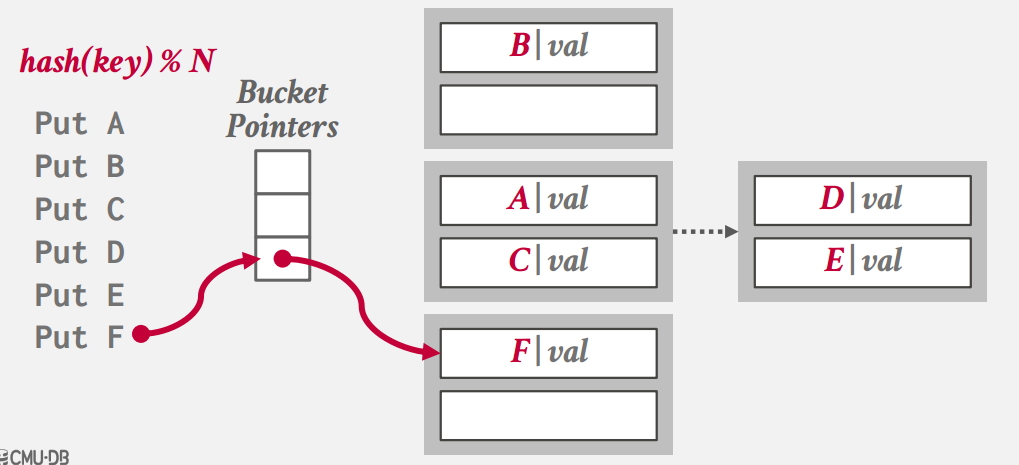 hash(key) % N
Put A
Put B
Put C
Put D
Put E
Put F
Bucket
Pointers
B|val
A|val
C|val
D|val
E|val
F|val
CMU·DB